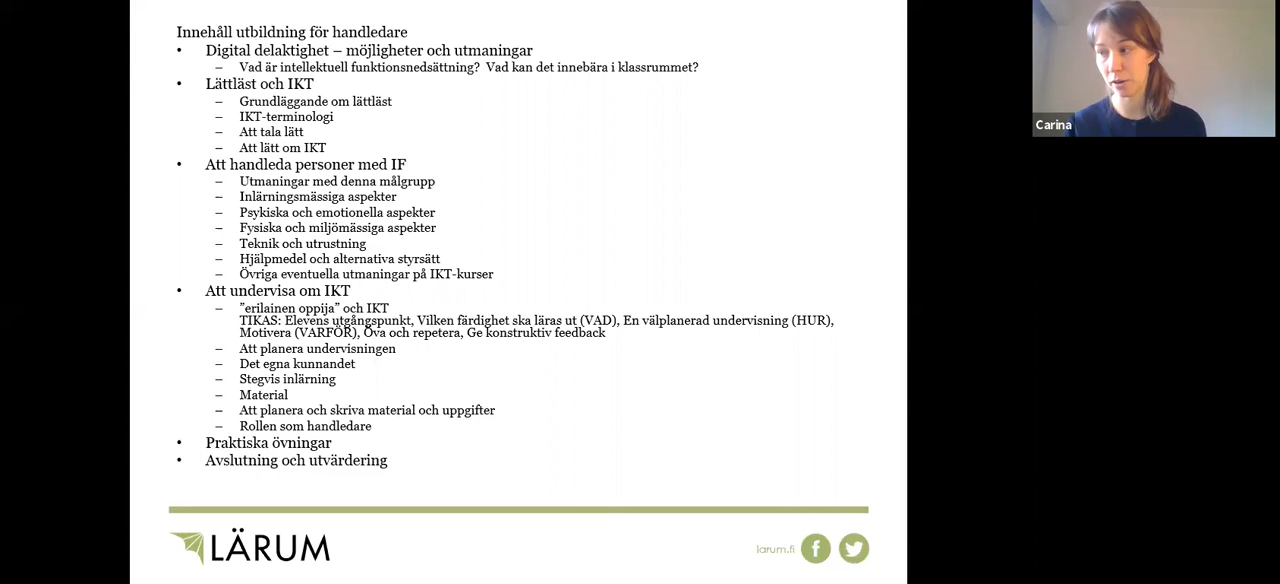 Innehåll utbildning för handledare
• Digital delaktighet – möjligheter och utmaningar
– Vad är intellektuell funktionsnedsättning? Vad kan det innebära i klassrummet?
• Lättläst och IKT
– Grundläggande om lättläst
– IKT-terminologi
– Att tala lätt
– Att lätt om IKT
• Att handleda personer med IF
– Utmaningar med denna målgrupp
– Inlärningsmässiga aspekter
– Psykiska och emotionella aspekter
– Fysiska och miljömässiga aspekter
– Teknik och utrustning
– Hjälpmedel och alternativa styrsätt
– Övriga eventuella utmaningar på IKT-kurser
• Att undervisa om IKT
– ”erilainen oppija” och IKT
TIKAS: Elevens utgångspunkt, Vilken färdighet ska läras ut (VAD), En välplanerad undervisning (HUR),
Motivera (VARFÖR), Öva och repetera, Ge konstruktiv feedback
– Att planera undervisningen
– Det egna kunnandet
– Stegvis inlärning
– Material
– Att planera och skriva material och uppgifter
– Rollen som handledare
• Praktiska övningar
• Avslutning och utvärdering
LÄRUM
larum.fi
Carina